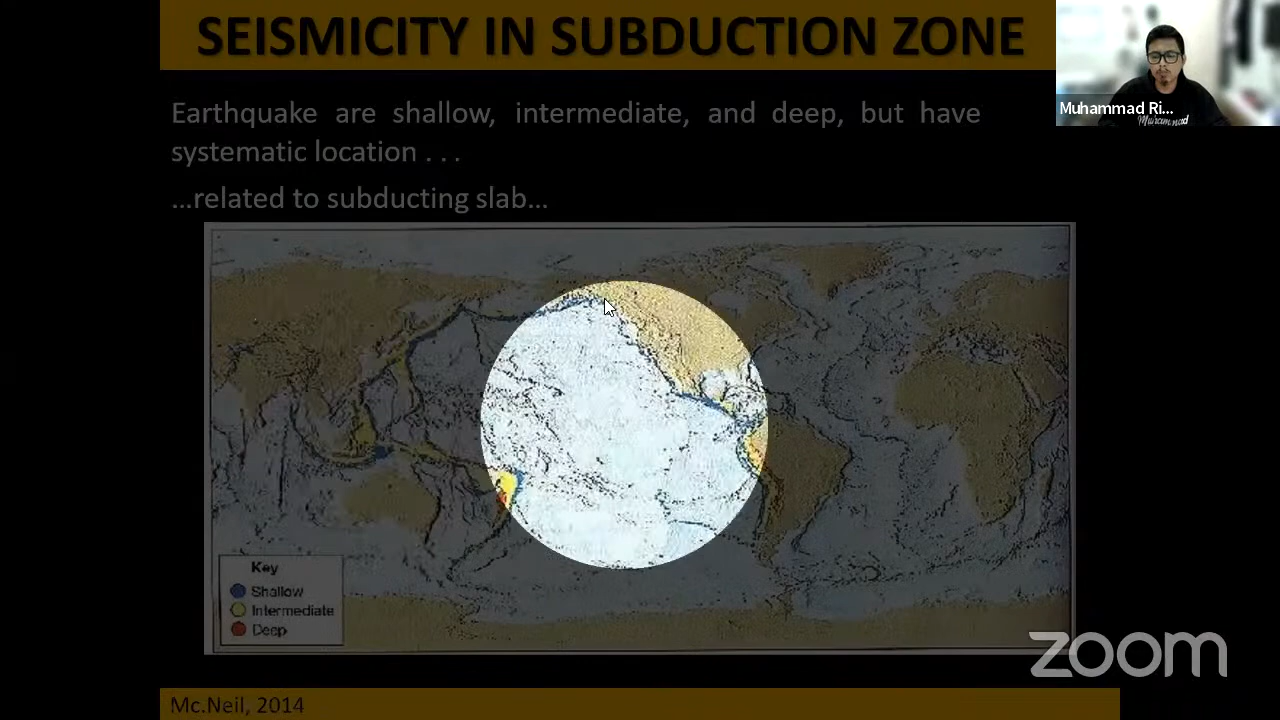 SEISMICITY IN SUBDUCTION ZONE
Muhammad Ri...
Muhammad
Earthquake are shallow, intermediate, and deep, but have
systematic location . . .
...related to subducting slab...
Key
Shallow
Intermediate
Deep
zoom
Mc.Neil, 2014